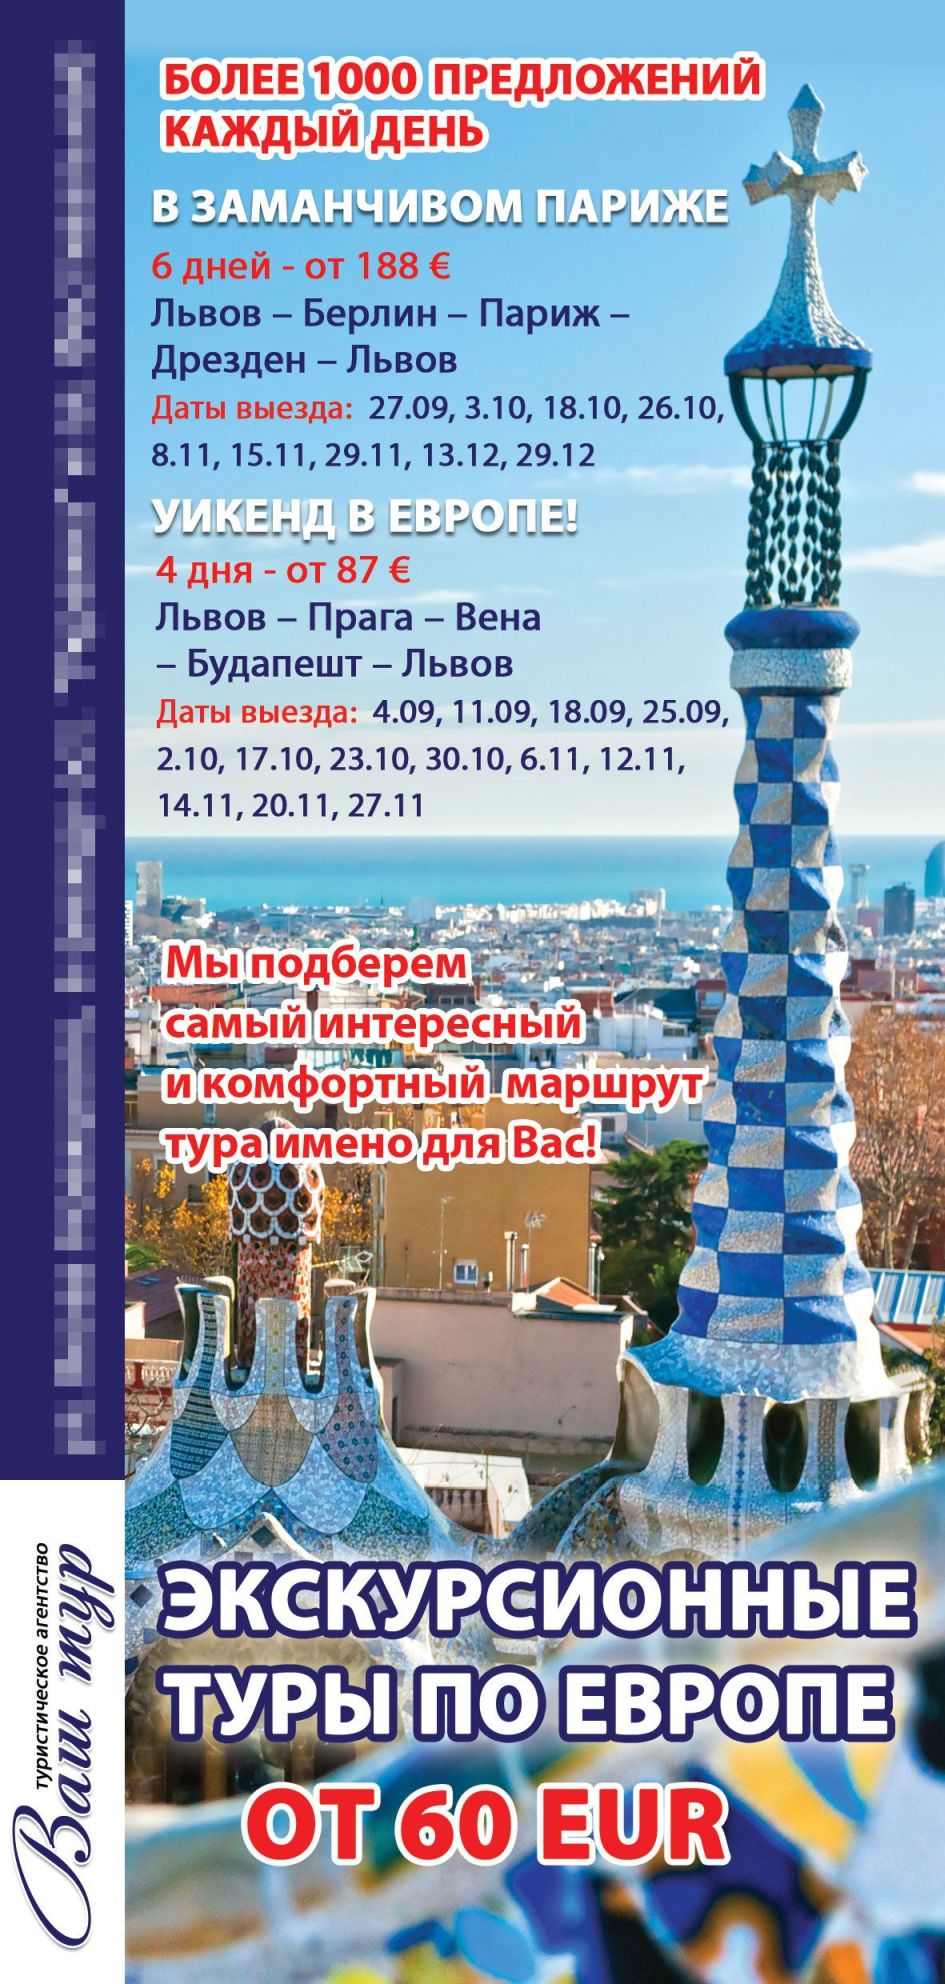 БОЛЕЕ 1000 ПРЕДЛОЖЕНИЙ
КАЖДЫЙ ДЕНЬ
В ЗАМАНЧИВОМ ПАРИЖЕ
6 дней - от 188 €
Львов – Берлин – Париж –
Дрезден – Львов
Даты выезда: 27.09, 3.10, 18.10, 26.10,
8.11, 15.11, 29.11, 13.12, 29.12
УИКЕНД В ЕВРОПЕ!
4 дня - от 87 €
Львов – Прага – Вена
– Будапешт – Львов
Даты выезда: 4.09, 11.09, 18.09, 25.09,
2.10, 17.10, 23.10, 30.10, 6.11, 12.11,
14.11, 20.11, 27.11
Мы подберем
самый интересный
и комфортный маршрут
тура имено для Вас!
ЭКСКУРСИОННЫЕ
ТУРЫ ПО ЕВРОПЕ
ОТ 60 EUR
туристическое агентство
Ваш тур